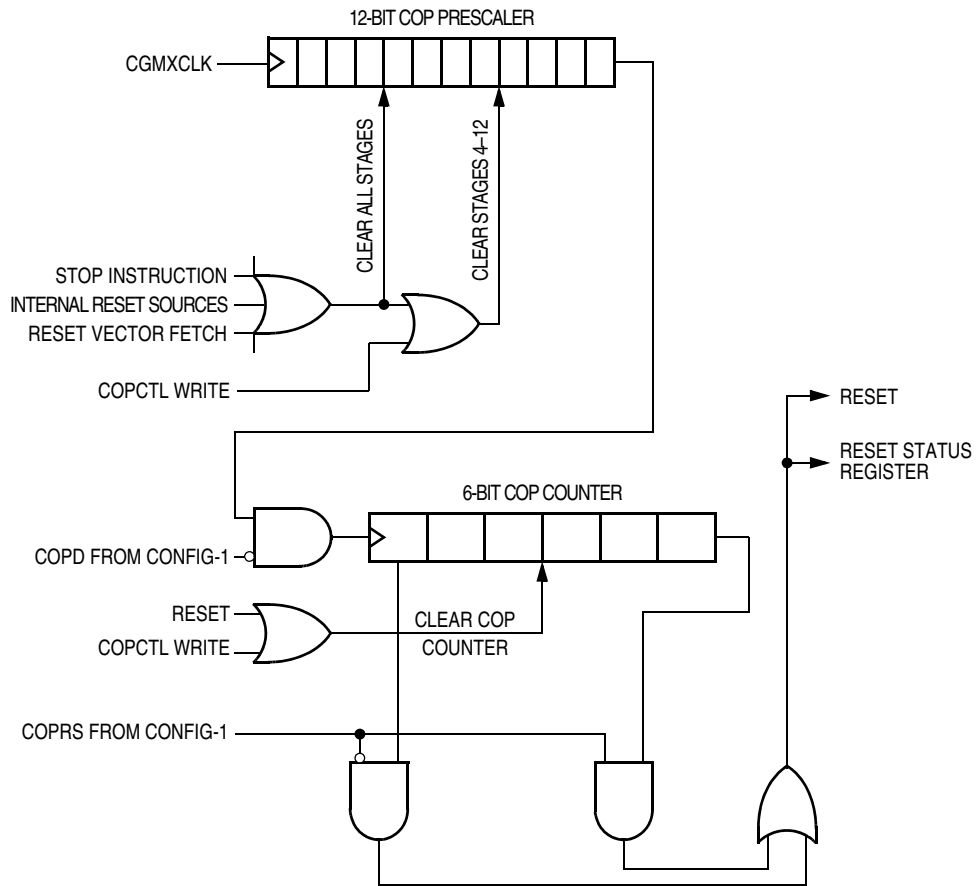 12-BIT COP PRESCALER
CGMXCLK
CLEAR ALL STAGES
CLEAR STAGES 4–12
STOP INSTRUCTION
INTERNAL RESET SOURCES
RESET VECTOR FETCH
COPCTL WRITE
RESET
RESET STATUS
REGISTER
6-BIT COP COUNTER
COPD FROM CONFIG-1
RESET
CLEAR COP
COUNTER
COPCTL WRITE
COPRS FROM CONFIG-1